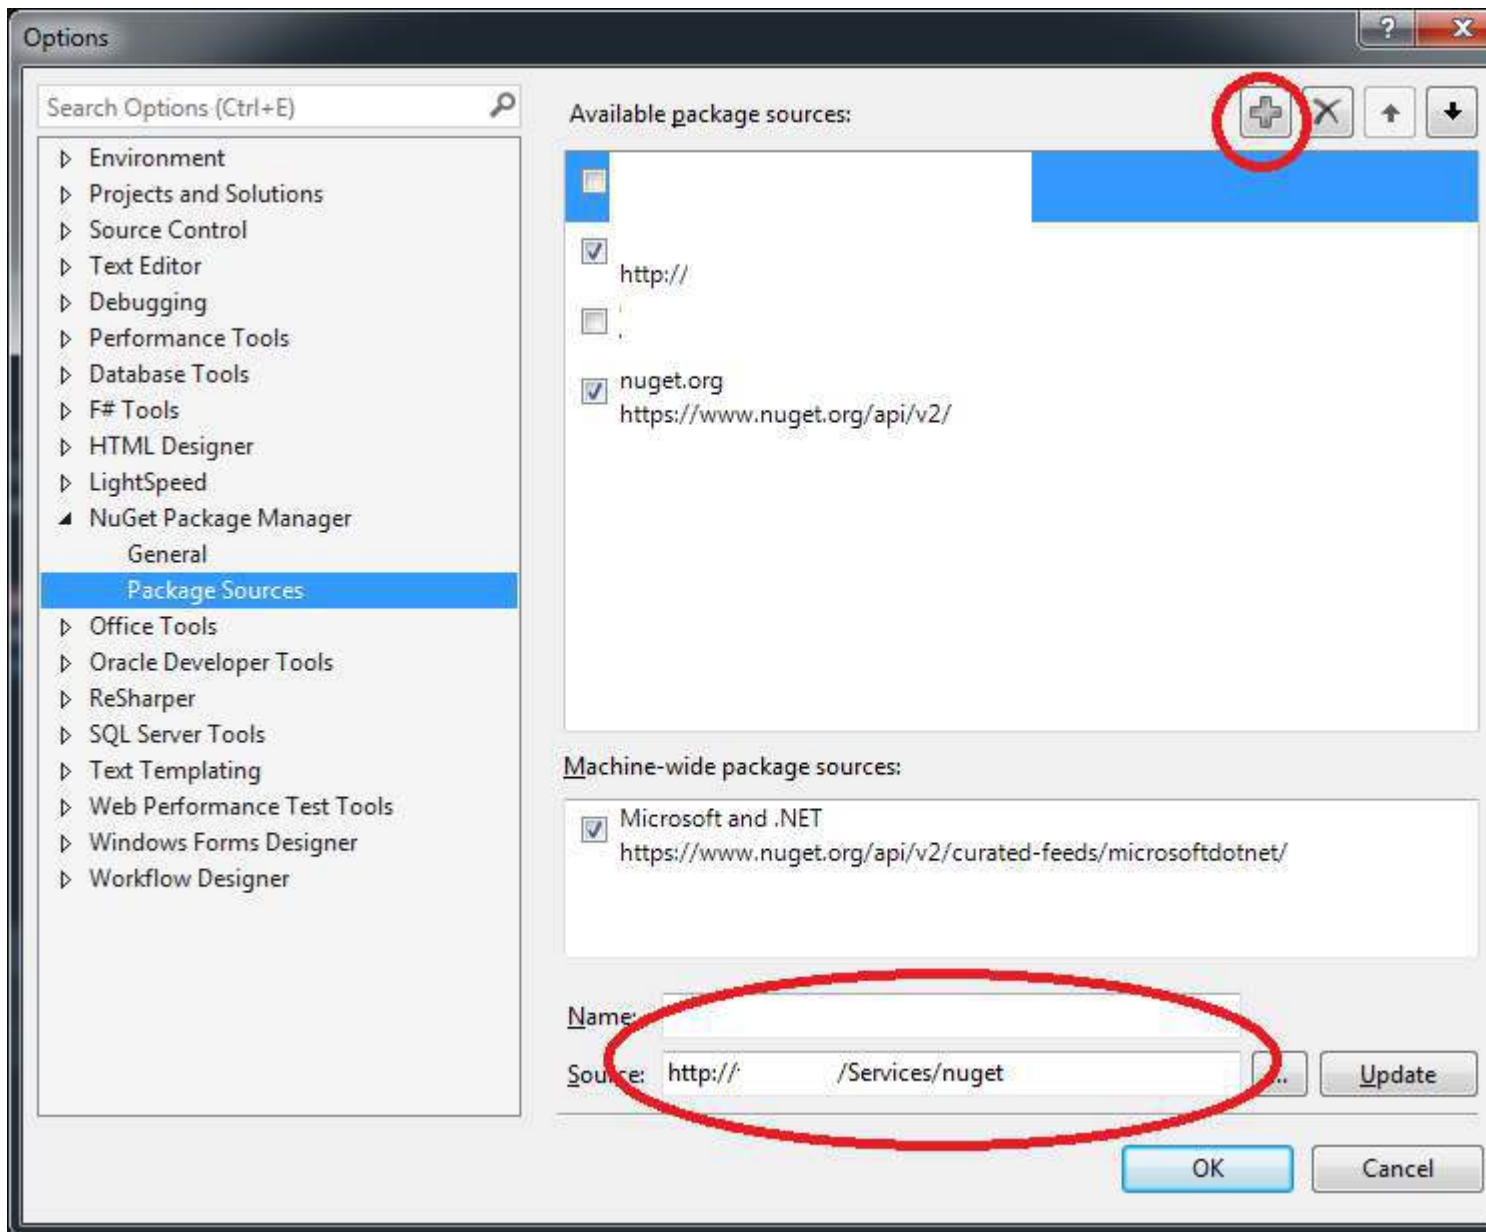 Options
Search Options (Ctrl+E)
Environment
Projects and Solutions
Source Control
Text Editor
Debugging
Performance Tools
Database Tools
F# Tools
HTML Designer
LightSpeed
NuGet Package Manager
General
Package Sources
Office Tools
Oracle Developer Tools
ReSharper
SQL Server Tools
Text Templating
Web Performance Test Tools
Windows Forms Designer
Workflow Designer
Available package sources:
http://
nuget.org
https://www.nuget.org/api/v2/
Machine-wide package sources:
Microsoft and .NET
https://www.nuget.org/api/v2/curated-feeds/microsoftdotnet/
Name:
Source: http:// /Services/nuget ... Update
OK Cancel